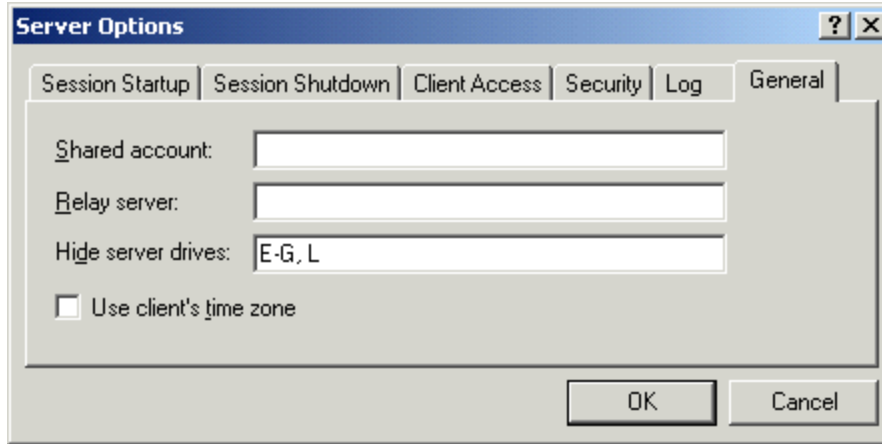 Server Options
Session Startup Session Shutdown Client Access Security Log General
Shared account:
Relay server:
Hide server drives: E-G, L
Use client's time zone
OK Cancel